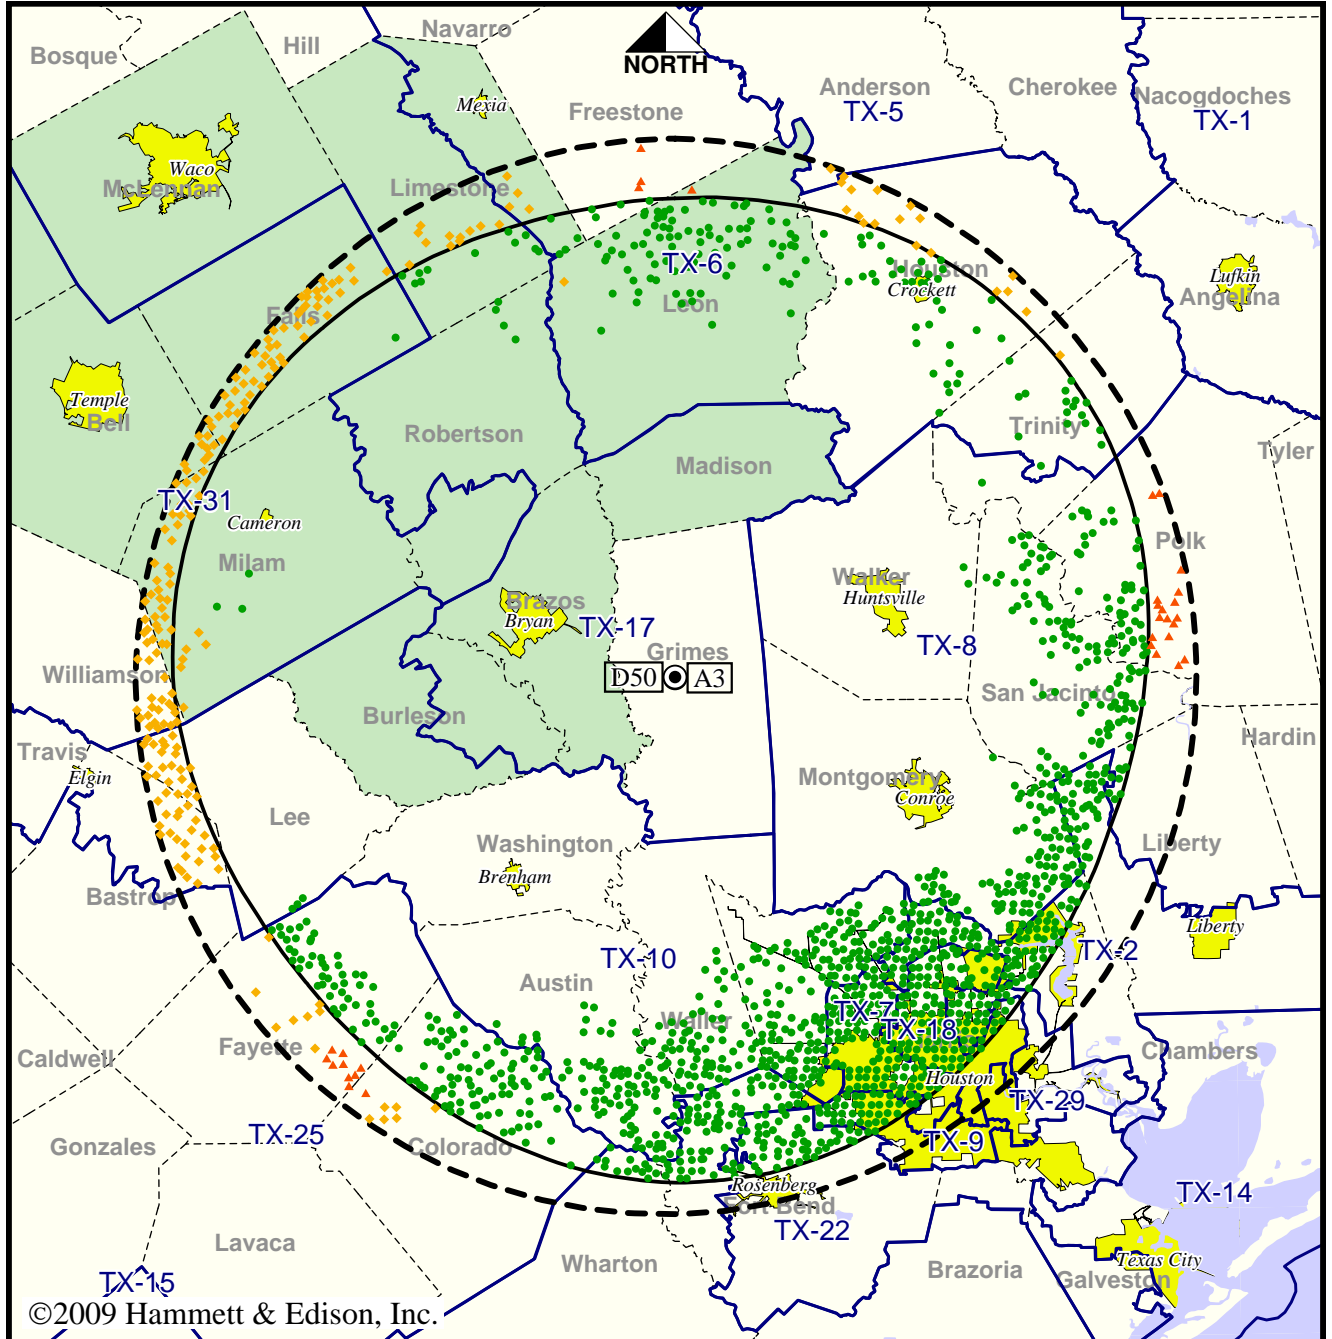 Navarro
Hill
Bosque
NORTH
Anderson
Cherokee
Nacogdoches
TX-1
TX-5
Mexia
Freestone
Waco
McLennan
Limestone
TX-6
Houston
Crockett
Lufkin
Angelina
Leon
Falls
Temple
Bell
Robertson
Trinity
Tyler
Madison
TX-31
Cameron
Milam
Polk
Walker
Huntsville
Brazos
Bryan
TX-17
TX-8
Grimes
D50
A3
Williamson
San Jacinto
Burleson
Hardin
Travis
Elgin
Montgomery
Conroe
Lee
Washington
Brenham
Liberty
Bastrop
Liberty
TX-2
TX-10
Austin
TX-7
Waller
TX-18
Fayette
Caldwell
Chambers
Houston
TX-29
TX-25
TX-9
Gonzales
Colorado
Rosenberg
Fort Bend
TX-14
TX-22
Lavaca
Wharton
Brazoria
Texas City
Galveston
TX-15
©2009 Hammett & Edison, Inc.